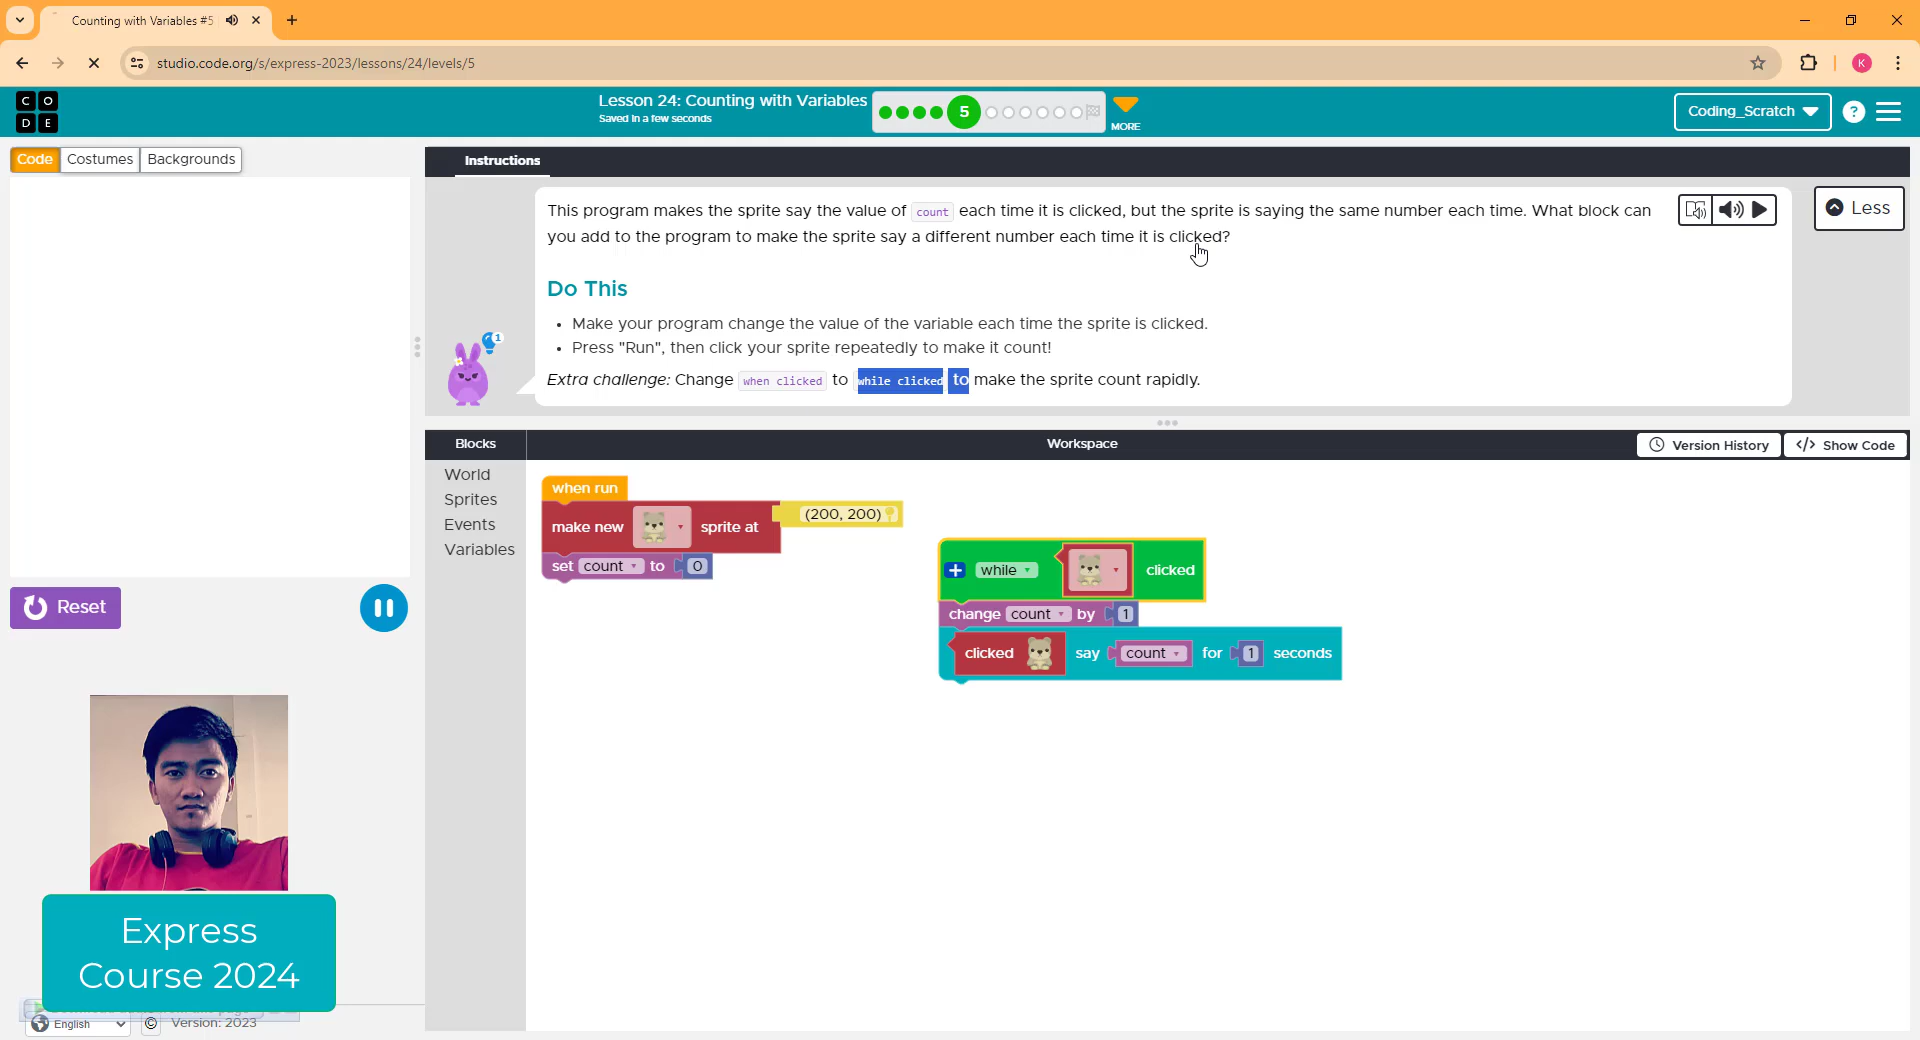 Counting with Variables #5
studio.code.org/s/express-2023/lessons/24/levels/5
K
CO
DE
Lesson 24: Counting with Variables
Saved in a few seconds
5
MORE
Coding_Scratch
?
Code
Costumes
Backgrounds
Instructions
This program makes the sprite say the value of count each time it is clicked, but the sprite is saying the same number each time. What block can
you add to the program to make the sprite say a different number each time it is clicked?
Less
Do This
• Make your program change the value of the variable each time the sprite is clicked.
• Press "Run", then click your sprite repeatedly to make it count!
Extra challenge: Change when clicked to while clicked to make the sprite count rapidly.
1
Blocks
Workspace
Version History
</> Show Code
World
Sprites
Events
Variables
when run
make new sprite at (200, 200)
set count to 0
while clicked
change count by 1
clicked say count for 1 seconds
Reset
Express
Course 2024
English
© Version: 2023